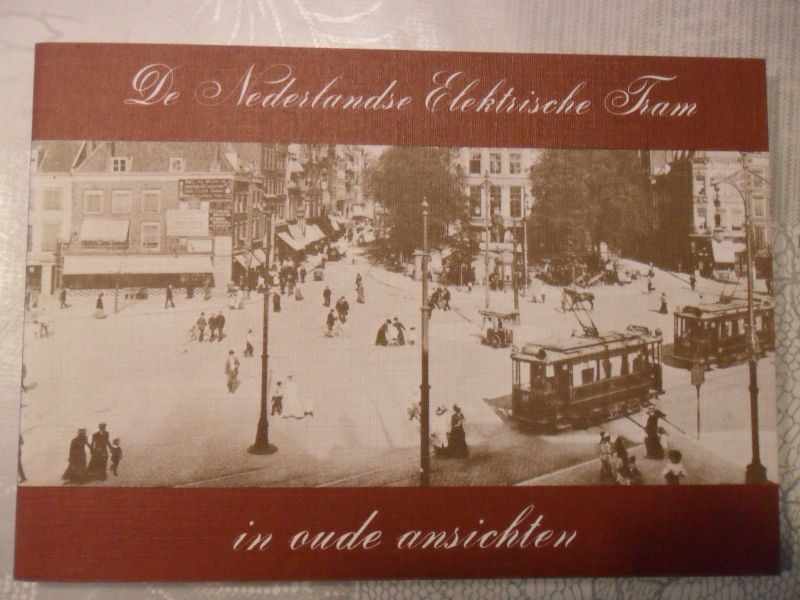 De Nederlandse Elektrische Tram
in oude ansichten